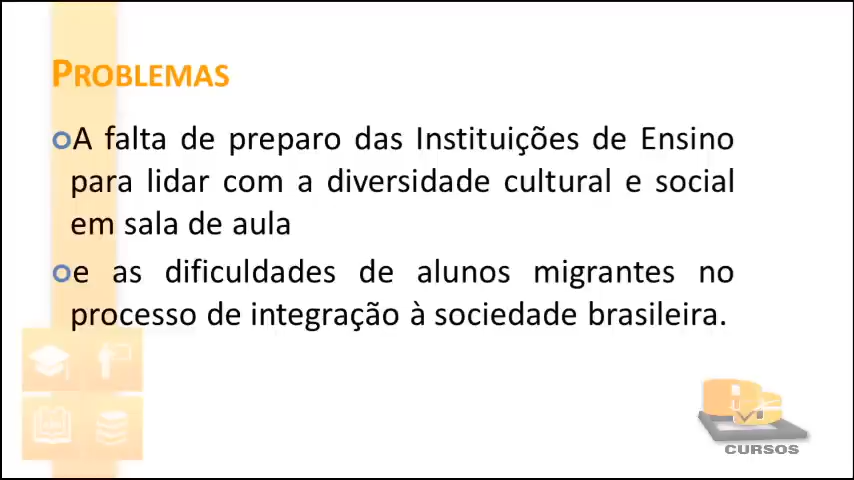 PROBLEMAS
A falta de preparo das Instituições de Ensino
para lidar com a diversidade cultural e social
em sala de aula
e as dificuldades de alunos migrantes no
processo de integração à sociedade brasileira.
CURSOS